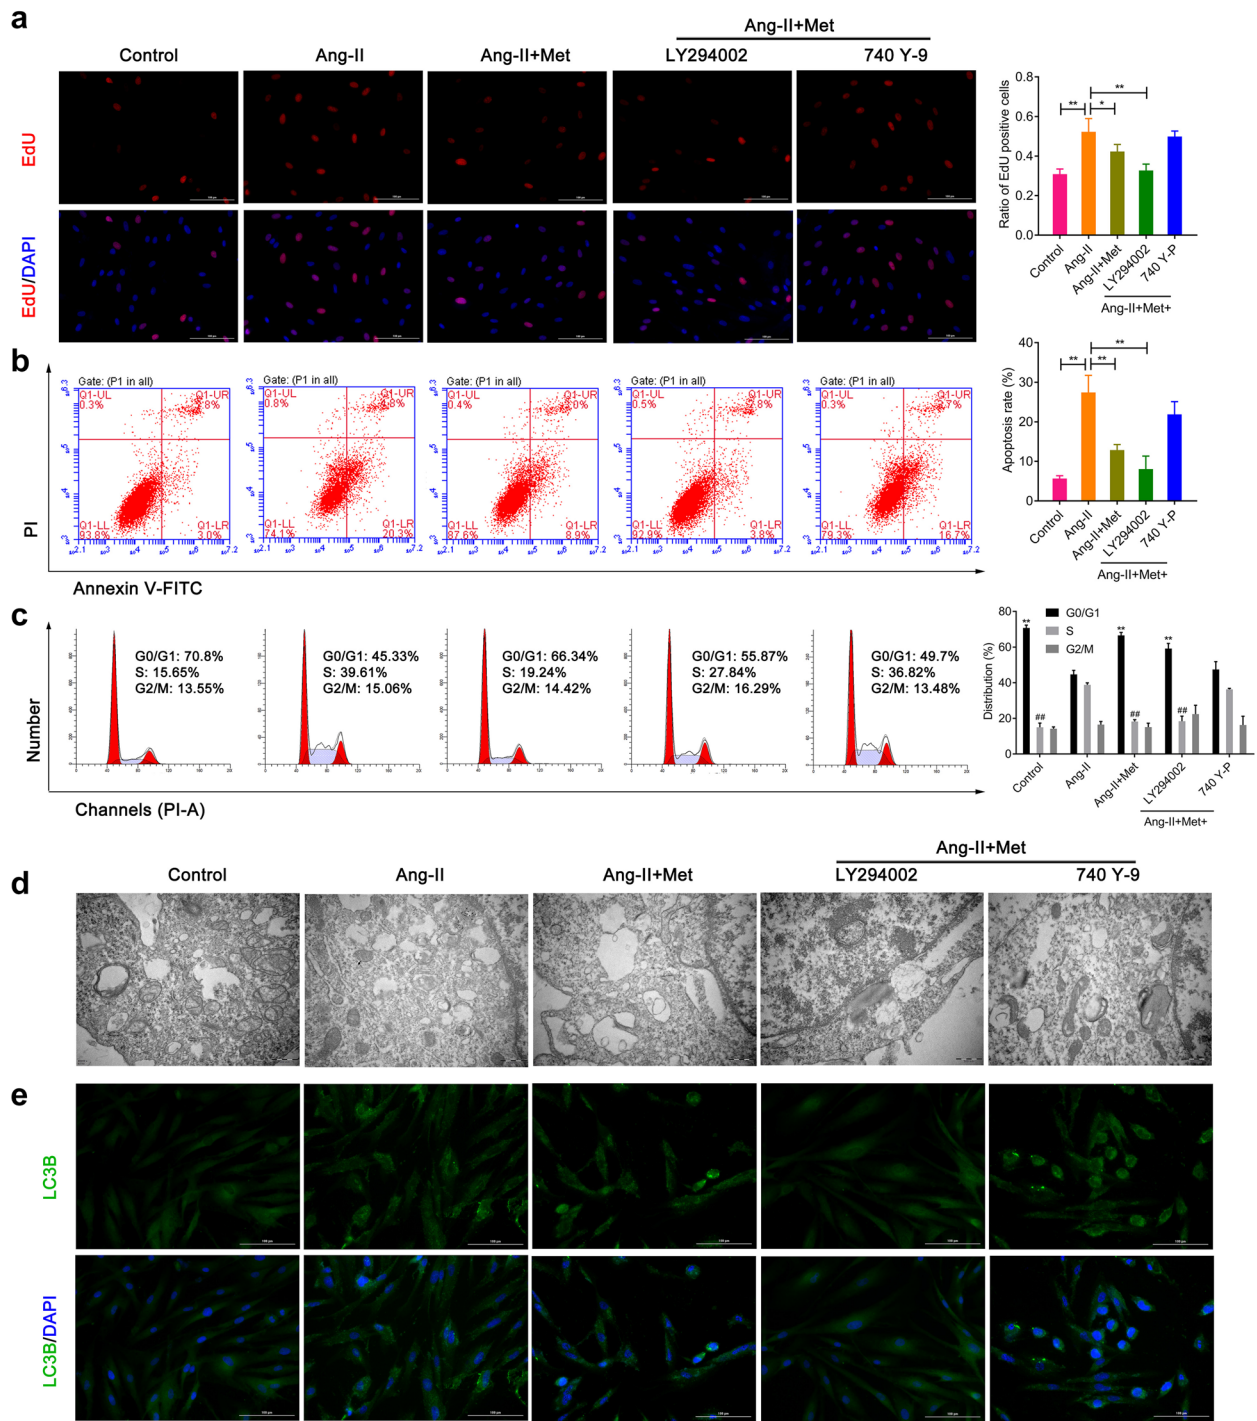 a
Ang-II+Met
Control Ang-II Ang-II+Met LY294002 740 Y-9
EdU
EdU/DAPI
Ratio of EdU positive cells
0.8
0.6
0.4
0.2
0.0
** * **
Control Ang-II Ang-II+Met LY294002 740 Y-P
Ang-II+Met+
b
PI
Gate: (P1 in all) Gate: (P1 in all) Gate: (P1 in all) Gate: (P1 in all) Gate: (P1 in all)
Q1-UL Q1-UR Q1-UL Q1-UR Q1-UL Q1-UR Q1-UL Q1-UR Q1-UL Q1-UR
0.3% 0.8% 0.4% 0.5% 0.3%
Q1-LL Q1-LR Q1-LL Q1-LR Q1-LL Q1-LR Q1-LL Q1-LR Q1-LL Q1-LR
93.8% 3.0% 74.1% 20.3% 87.6% 8.9% 92.9% 3.8% 79.3% 16.7%
Annexin V-FITC
Apoptosis rate (%)
40
30
20
10
0
** ** **
Control Ang-II Ang-II+Met LY294002 740 Y-P
Ang-II+Met+
c
Number
G0/G1: 70.8%
S: 15.65%
G2/M: 13.55%
G0/G1: 45.33%
S: 39.61%
G2/M: 15.06%
G0/G1: 66.34%
S: 19.24%
G2/M: 14.42%
G0/G1: 55.87%
S: 27.84%
G2/M: 16.29%
G0/G1: 49.7%
S: 36.82%
G2/M: 13.48%
Channels (PI-A)
Distribution (%)
80
60
40
20
0
G0/G1
S
G2/M
** ** **
## ## ##
Control Ang-II Ang-II+Met LY294002 740 Y-P
Ang-II+Met+
d
Ang-II+Met
Control Ang-II Ang-II+Met LY294002 740 Y-9
e
LC3B
LC3B/DAPI